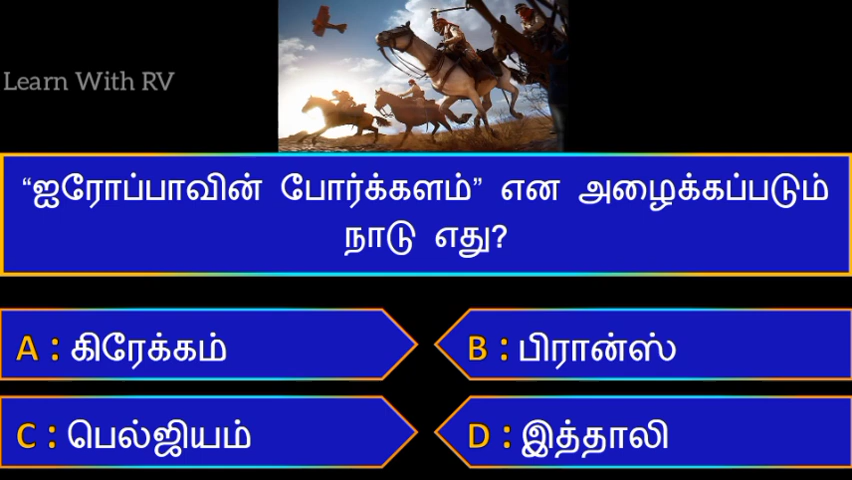 Learn With RV
“ஐரோப்பாவின் போர்க்களம்” என அழைக்கப்படும்
நாடு எது?
A : கிரேக்கம்
B : பிரான்ஸ்
C : பெல்ஜியம்
D : இத்தாலி